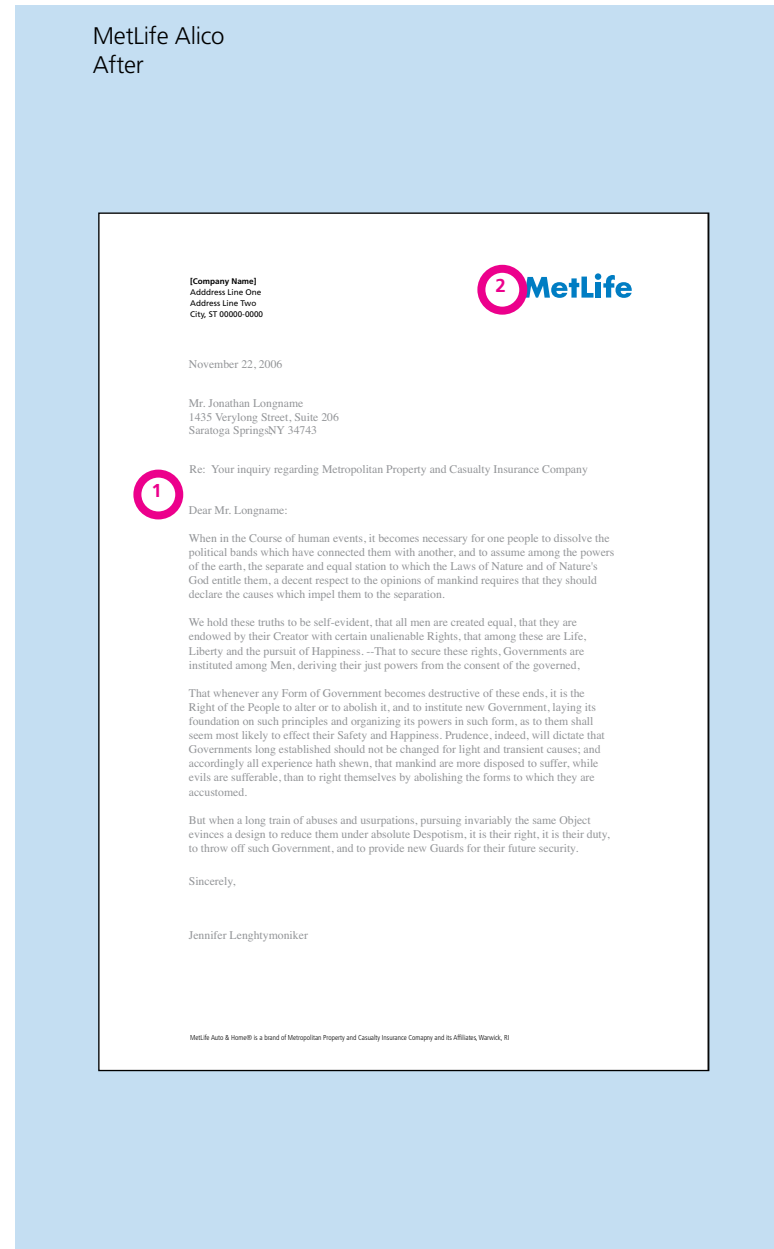 MetLife Alico
After
[Company Name]
Adddress Line One
Address Line Two
City, ST 00000-0000
2
MetLife
November 22, 2006
Mr. Jonathan Longname
1435 Verylong Street, Suite 206
Saratoga SpringsNY 34743
Re: Your inquiry regarding Metropolitan Property and Casualty Insurance Company
1
Dear Mr. Longname:
When in the Course of human events, it becomes necessary for one people to dissolve the
political bands which have connected them with another, and to assume among the powers
of the earth, the separate and equal station to which the Laws of Nature and of Nature's
God entitle them, a decent respect to the opinions of mankind requires that they should
declare the causes which impel them to the separation.
We hold these truths to be self-evident, that all men are created equal, that they are
endowed by their Creator with certain unalienable Rights, that among these are Life,
Liberty and the pursuit of Happiness. --That to secure these rights, Governments are
instituted among Men, deriving their just powers from the consent of the governed,
That whenever any Form of Government becomes destructive of these ends, it is the
Right of the People to alter or to abolish it, and to institute new Government, laying its
foundation on such principles and organizing its powers in such form, as to them shall
seem most likely to effect their Safety and Happiness. Prudence, indeed, will dictate that
Governments long established should not be changed for light and transient causes; and
accordingly all experience hath shewn, that mankind are more disposed to suffer, while
evils are sufferable, than to right themselves by abolishing the forms to which they are
accustomed.
But when a long train of abuses and usurpations, pursuing invariably the same Object
evinces a design to reduce them under absolute Despotism, it is their right, it is their duty,
to throw off such Government, and to provide new Guards for their future security.
Sincerely,
Jennifer Lenghtymoniker
MetLife Auto & Home® is a brand of Metropolitan Property and Casualty Insurance Comapny and its Affiliates, Warwick, RI